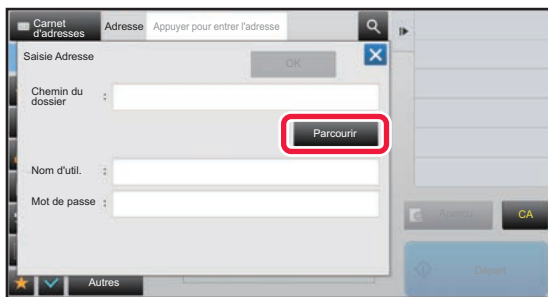 Carnet
d'adresses
Adresse
Appuyer pour entrer l'adresse
Saisie Adresse
OK
Chemin du
dossier :
Parcourir
Nom d'util. :
Mot de passe :
Aperçu
CA
Départ
Autres